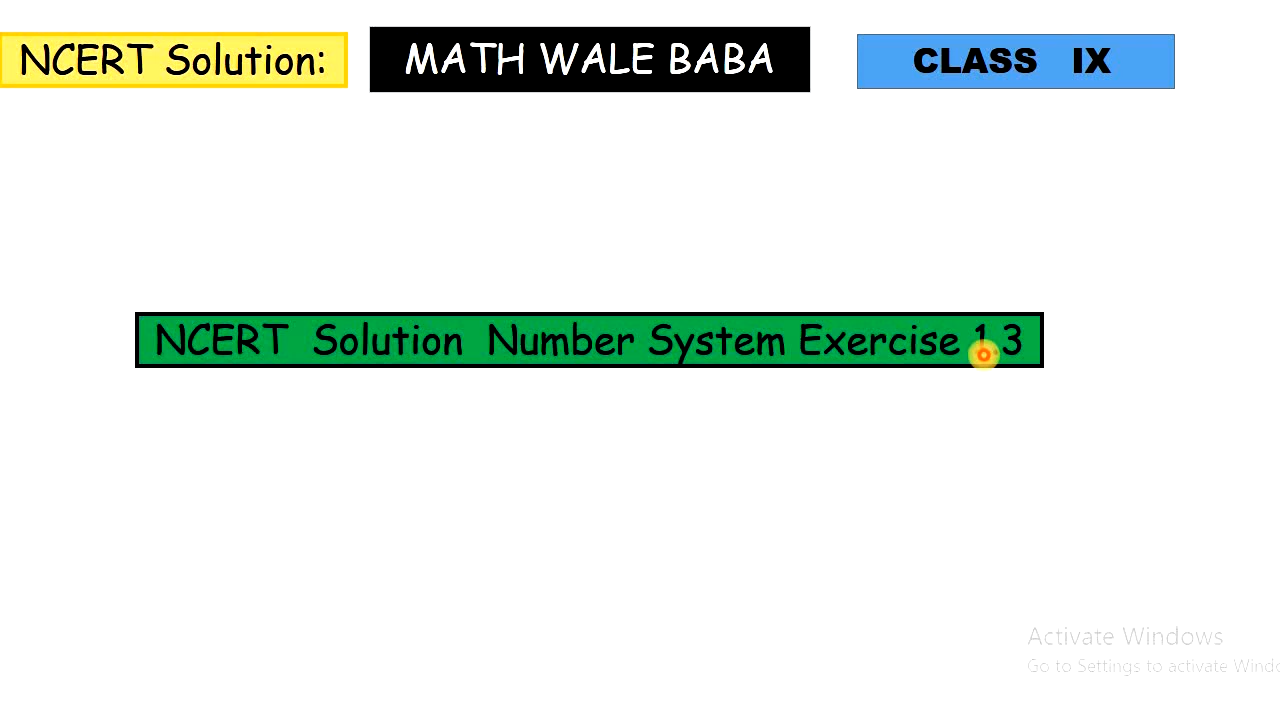 NCERT Solution: MATH WALE BABA CLASS IX
NCERT Solution Number System Exercise 1.3
Activate Windows
Go to Settings to activate Windo